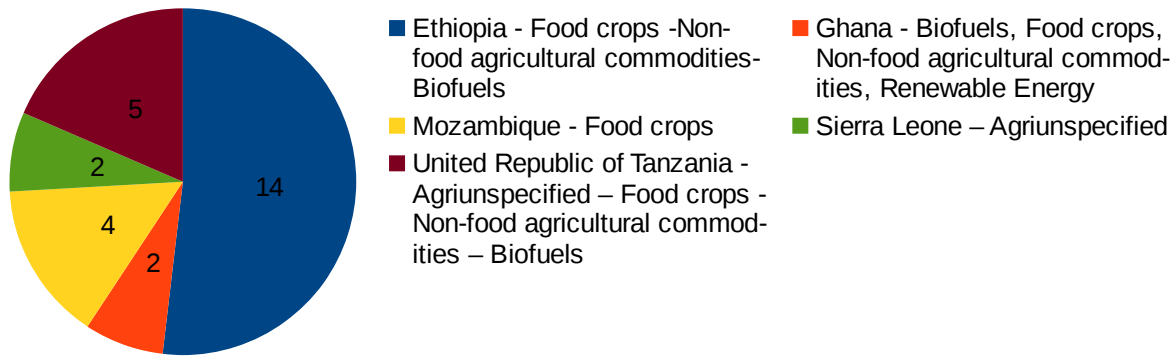 5
2
4
2
14
Ethiopia - Food crops -Non-
food agricultural commodities-
Biofuels
Ghana - Biofuels, Food crops,
Non-food agricultural commod-
ities, Renewable Energy
Mozambique - Food crops
Sierra Leone – Agriunspecified
United Republic of Tanzania -
Agriunspecified – Food crops -
Non-food agricultural commod-
ities – Biofuels